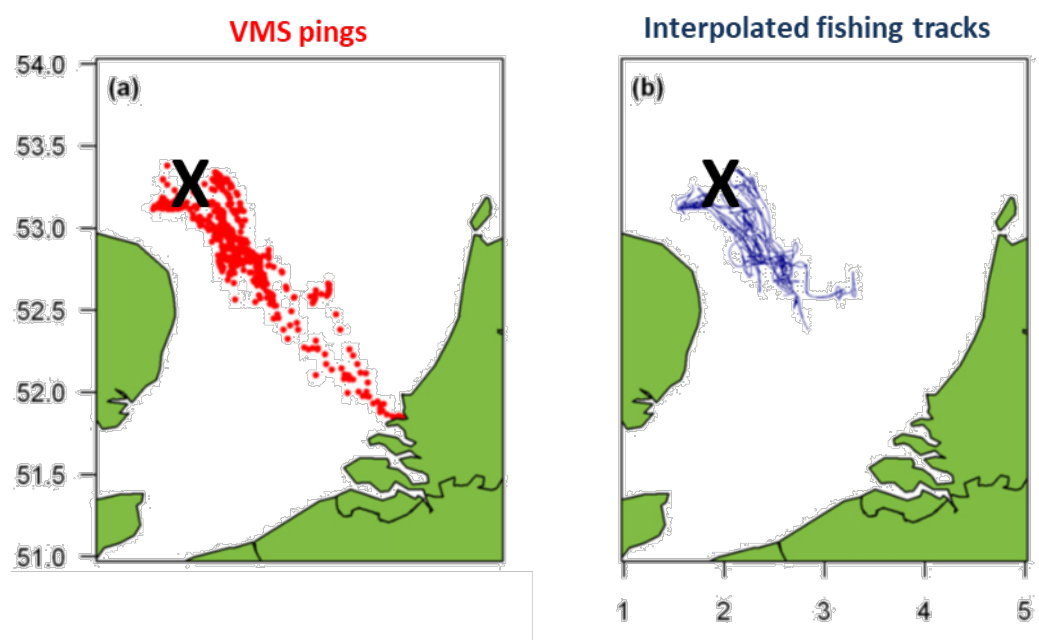 VMS pings
Interpolated fishing tracks
(a)
(b)
X
X
54.0
53.5
53.0
52.5
52.0
51.5
51.0
1 2 3 4 5